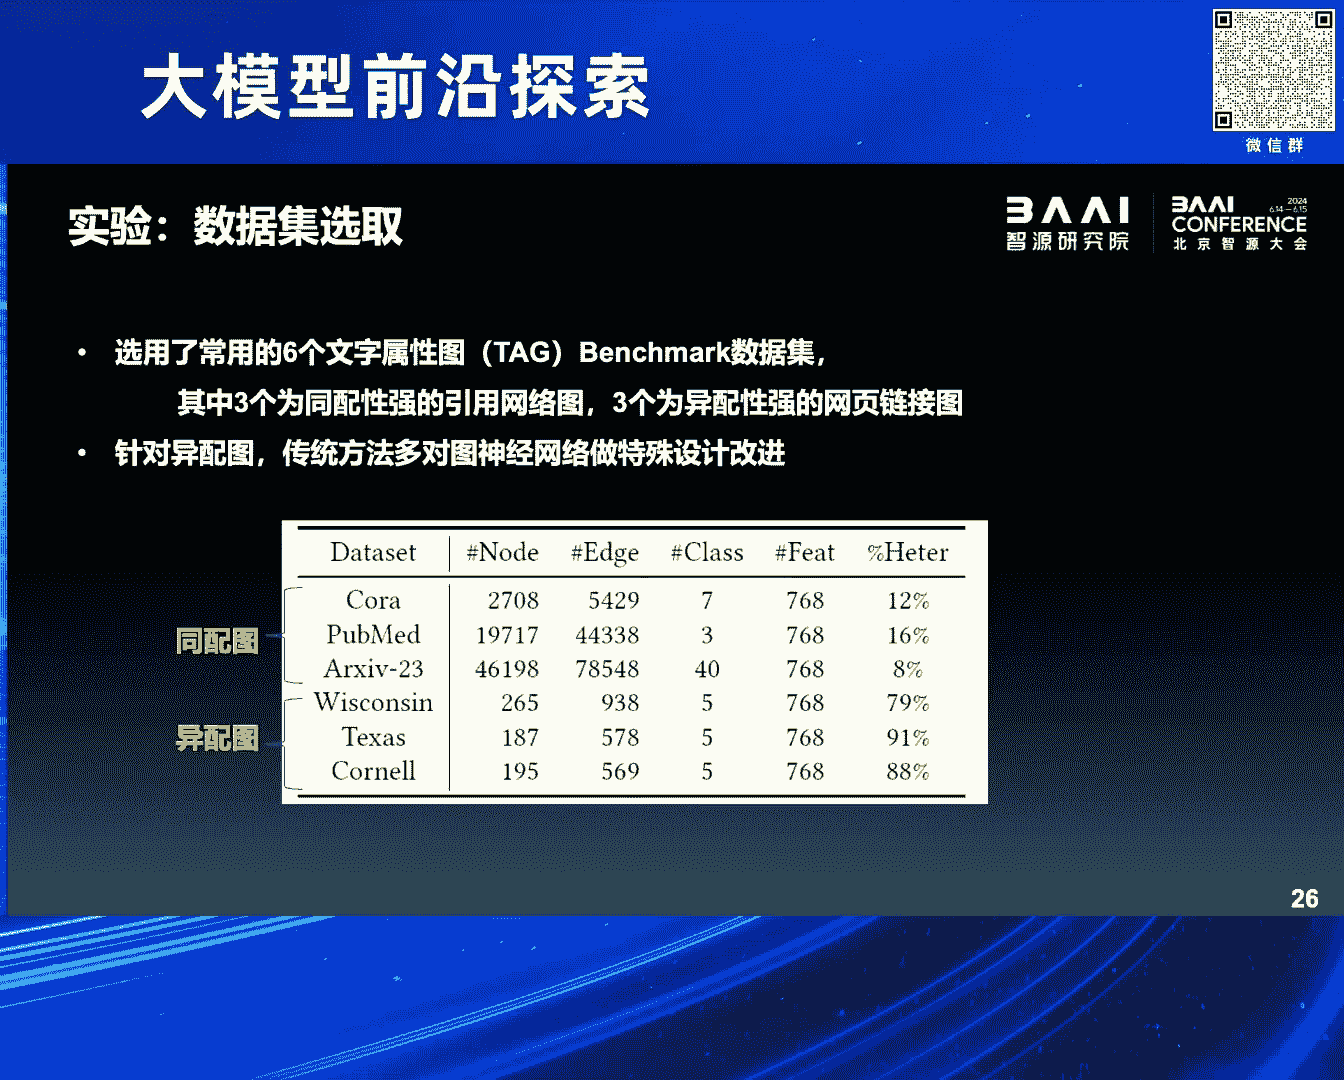 大模型前沿探索
微信群
实验：数据集选取
BAAI
智源研究院
BAAI 2024
6.14-6.15
CONFERENCE
北京智源大会
• 选用了常用的6个文字属性图（TAG）Benchmark数据集，
其中3个为同配性强的引用网络图，3个为异配性强的网页链接图
• 针对异配图，传统方法多对图神经网络做特殊设计改进
Dataset #Node #Edge #Class #Feat %Heter
Cora 2708 5429 7 768 12%
同配图 PubMed 19717 44338 3 768 16%
Arxiv-23 46198 78548 40 768 8%
Wisconsin 265 938 5 768 79%
异配图 Texas 187 578 5 768 91%
Cornell 195 569 5 768 88%
26